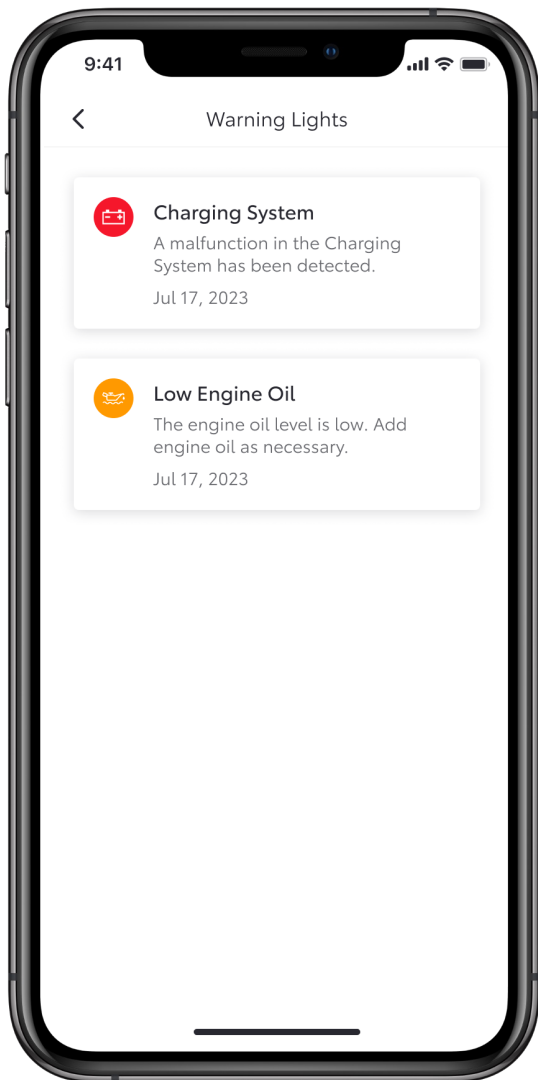 9:41
Warning Lights
Charging System
A malfunction in the Charging
System has been detected.
Jul 17, 2023
Low Engine Oil
The engine oil level is low. Add
engine oil as necessary.
Jul 17, 2023